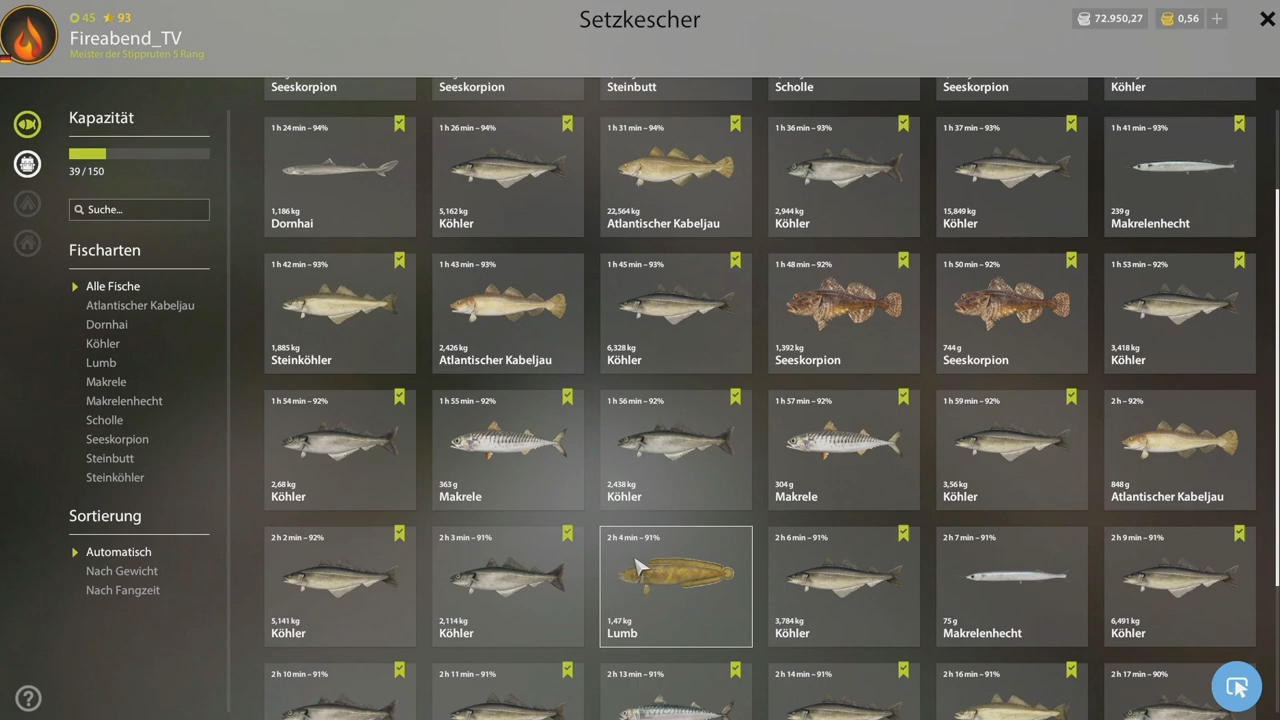 45 93
Fireabend_TV
Meister der Stippruten 5 Rang
Setzkescher
72.950,27
0,56
Kapazität
39 / 150
Suche...
Fischarten
Alle Fische
Atlantischer Kabeljau
Dornhai
Köhler
Lumb
Makrele
Makrelenhecht
Scholle
Seeskorpion
Steinbutt
Steinköhler
Sortierung
Automatisch
Nach Gewicht
Nach Fangzeit
Seeskorpion
Seeskorpion
Steinbutt
Scholle
Seeskorpion
Köhler
1 h 24 min – 94%
1,186 kg
Dornhai
1 h 26 min – 94%
5,162 kg
Köhler
1 h 31 min – 94%
22,564 kg
Atlantischer Kabeljau
1 h 36 min – 93%
2,944 kg
Köhler
1 h 37 min – 93%
15,849 kg
Köhler
1 h 41 min – 93%
239 g
Makrelenhecht
1 h 42 min – 93%
1,885 kg
Steinköhler
1 h 43 min – 93%
2,426 kg
Atlantischer Kabeljau
1 h 45 min – 93%
6,328 kg
Köhler
1 h 48 min – 92%
1,392 kg
Seeskorpion
1 h 50 min – 92%
744 g
Seeskorpion
1 h 53 min – 92%
3,418 kg
Köhler
1 h 54 min – 92%
2,68 kg
Köhler
1 h 55 min – 92%
363 g
Makrele
1 h 56 min – 92%
2,438 kg
Köhler
1 h 57 min – 92%
304 g
Makrele
1 h 59 min – 92%
3,56 kg
Köhler
2 h – 92%
848 g
Atlantischer Kabeljau
2 h 2 min – 92%
5,141 kg
Köhler
2 h 3 min – 91%
2,114 kg
Köhler
2 h 4 min – 91%
1,47 kg
Lumb
2 h 6 min – 91%
3,784 kg
Köhler
2 h 7 min – 91%
75 g
Makrelenhecht
2 h 9 min – 91%
6,491 kg
Köhler
2 h 10 min – 91%
2 h 11 min – 91%
2 h 13 min – 91%
2 h 14 min – 91%
2 h 16 min – 91%
2 h 17 min – 90%